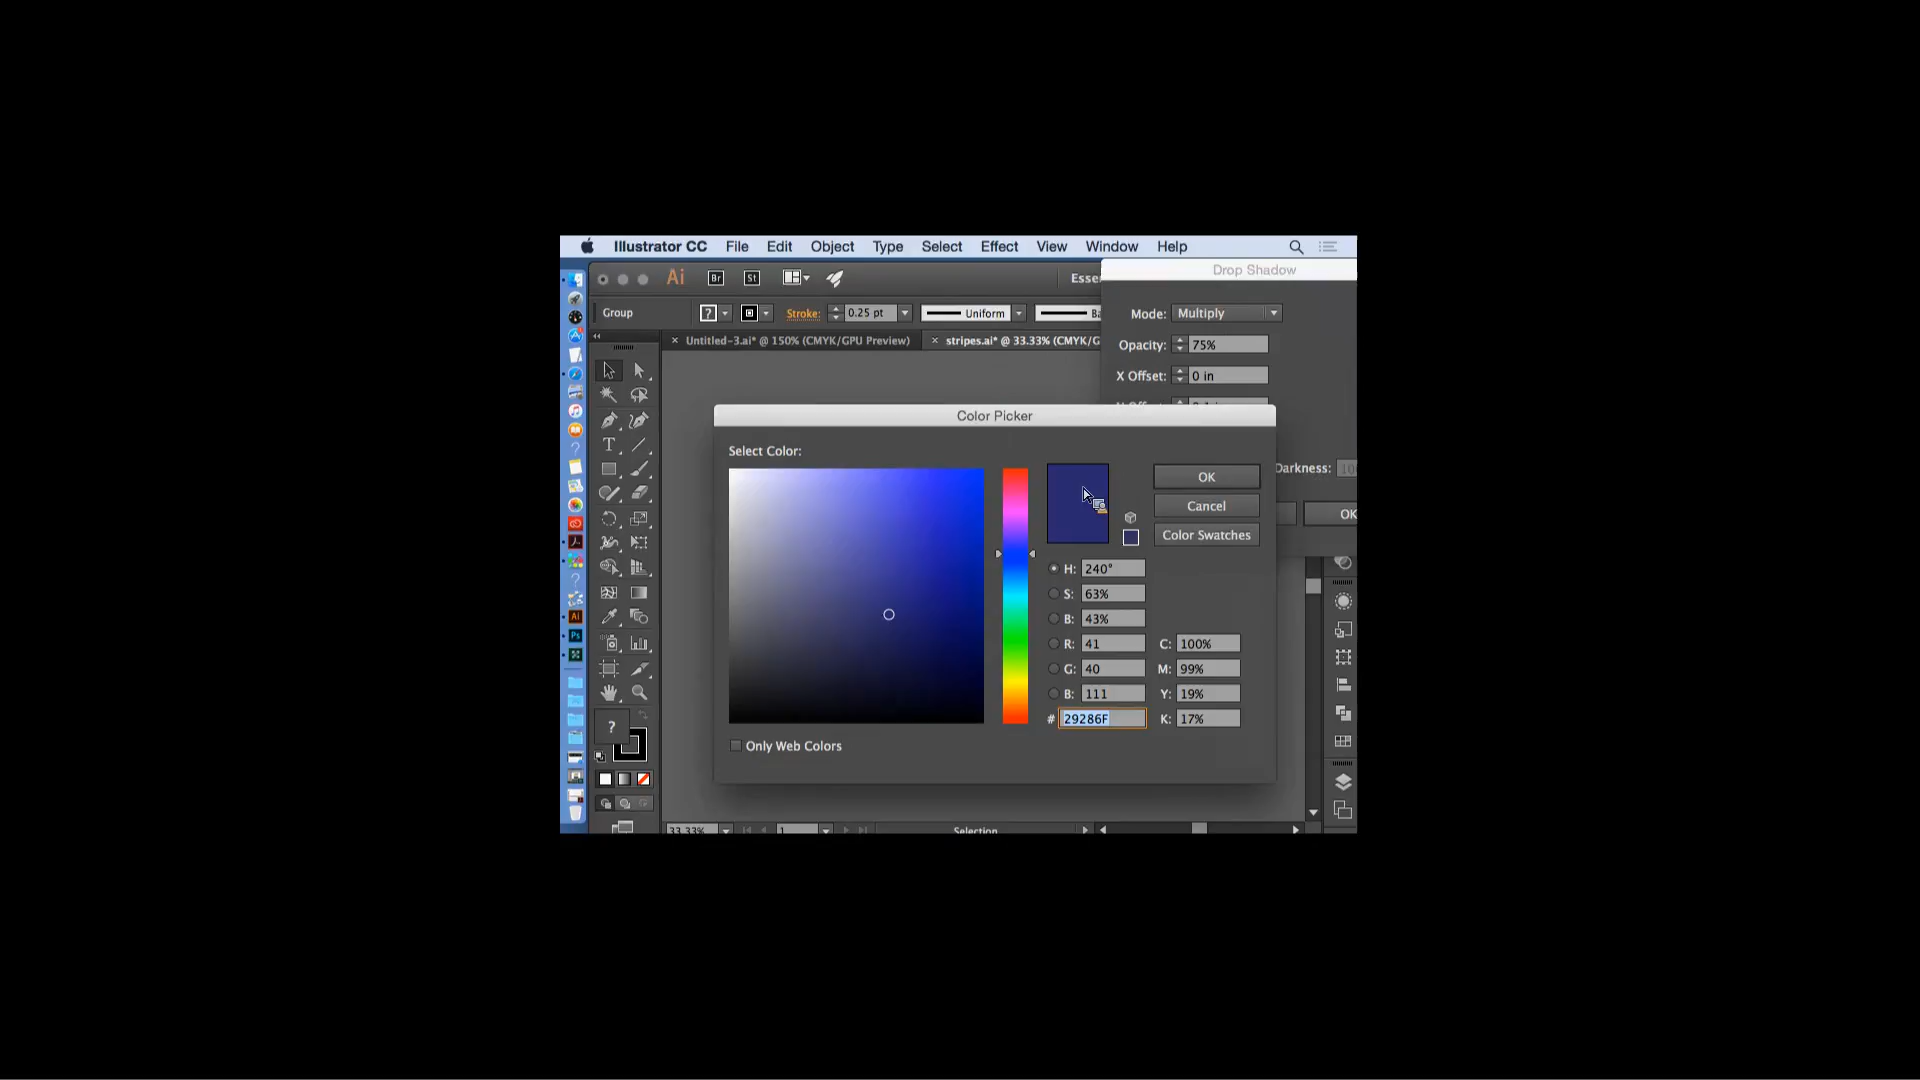 Illustrator CC File Edit Object Type Select Effect View Window Help
Drop Shadow
Ai Br St
Group ? Stroke: 0.25 pt Uniform
Mode: Multiply
Untitled-3.ai* @ 150% (CMYK/GPU Preview) stripes.ai* @ 33.33% (CMYK/G
Opacity: 75%
X Offset: 0 in
Color Picker
Select Color:
OK
Cancel
Color Swatches
Darkness:
OK
H: 240°
S: 63%
B: 43%
R: 41 C: 100%
G: 40 M: 99%
B: 111 Y: 19%
# 29286F K: 17%
Only Web Colors
?
33.33% 1 Selection